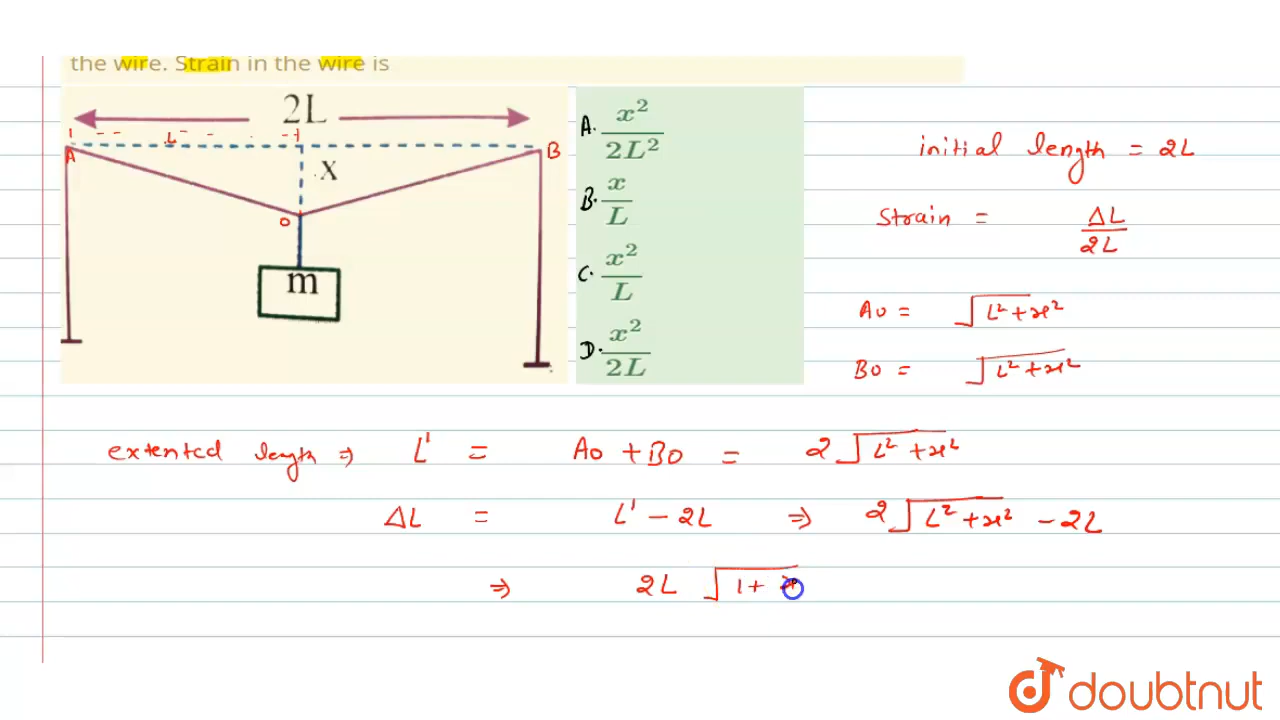 the wire. Strain in the wire is
2L
L
A
B
x
O
m
A. x²/2L²
B. x/L
C. x²/L
D. x²/2L
initial length = 2L
Strain = ΔL/2L
AO = √L²+x²
BO = √L²+x²
extented length ⇒ L' = AO + BO = 2√L²+x²
ΔL = L' - 2L ⇒ 2√L²+x² - 2L
⇒ 2L √1+
doubtnut